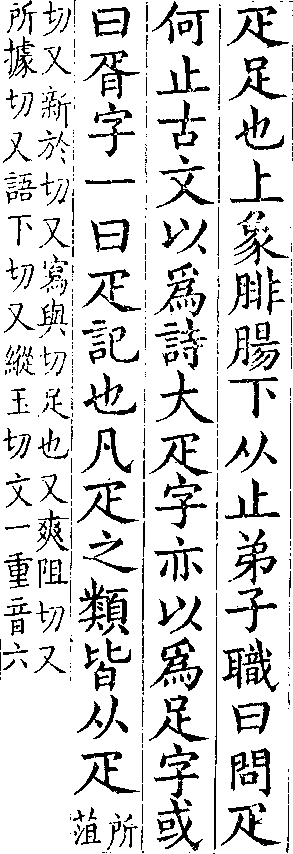 疋足也上象腓腸下从止弟子職曰問疋
何止古文以爲詩大疋字亦以爲足字或
曰胥字一曰疋記也凡疋之類皆从疋所菹
切又新於切又寫與切足也又爽阻切又
所據切又語下切又縱玉切文一重音六